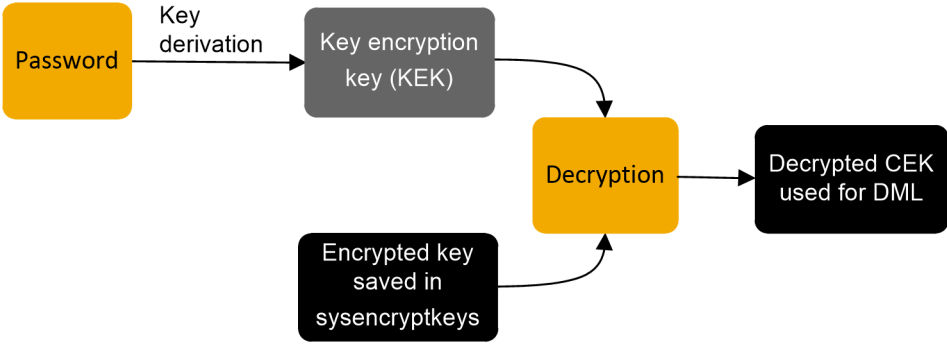 Password
Key
derivation
Key encryption
key (KEK)
Decryption
Decrypted CEK
used for DML
Encrypted key
saved in
sysencryptkeys